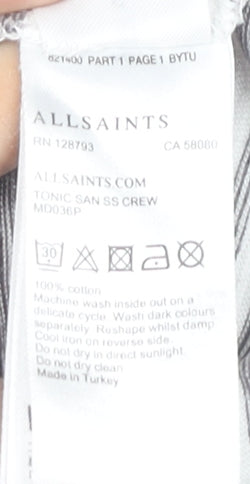 821400 PART 1 PAGE 1 BYTU
ALLSAINTS
RN 128793 CA 58080
ALLSAINTS COM
TONIC SAN SS CREW
MD036P
30
100% cotton
Machine wash inside out on a
delicate cycle. Wash dark colours
separately. Reshape whilst damp.
Cool iron on reverse side.
Do not dry in direct sunlight.
Do not dry clean
Made in Turkey